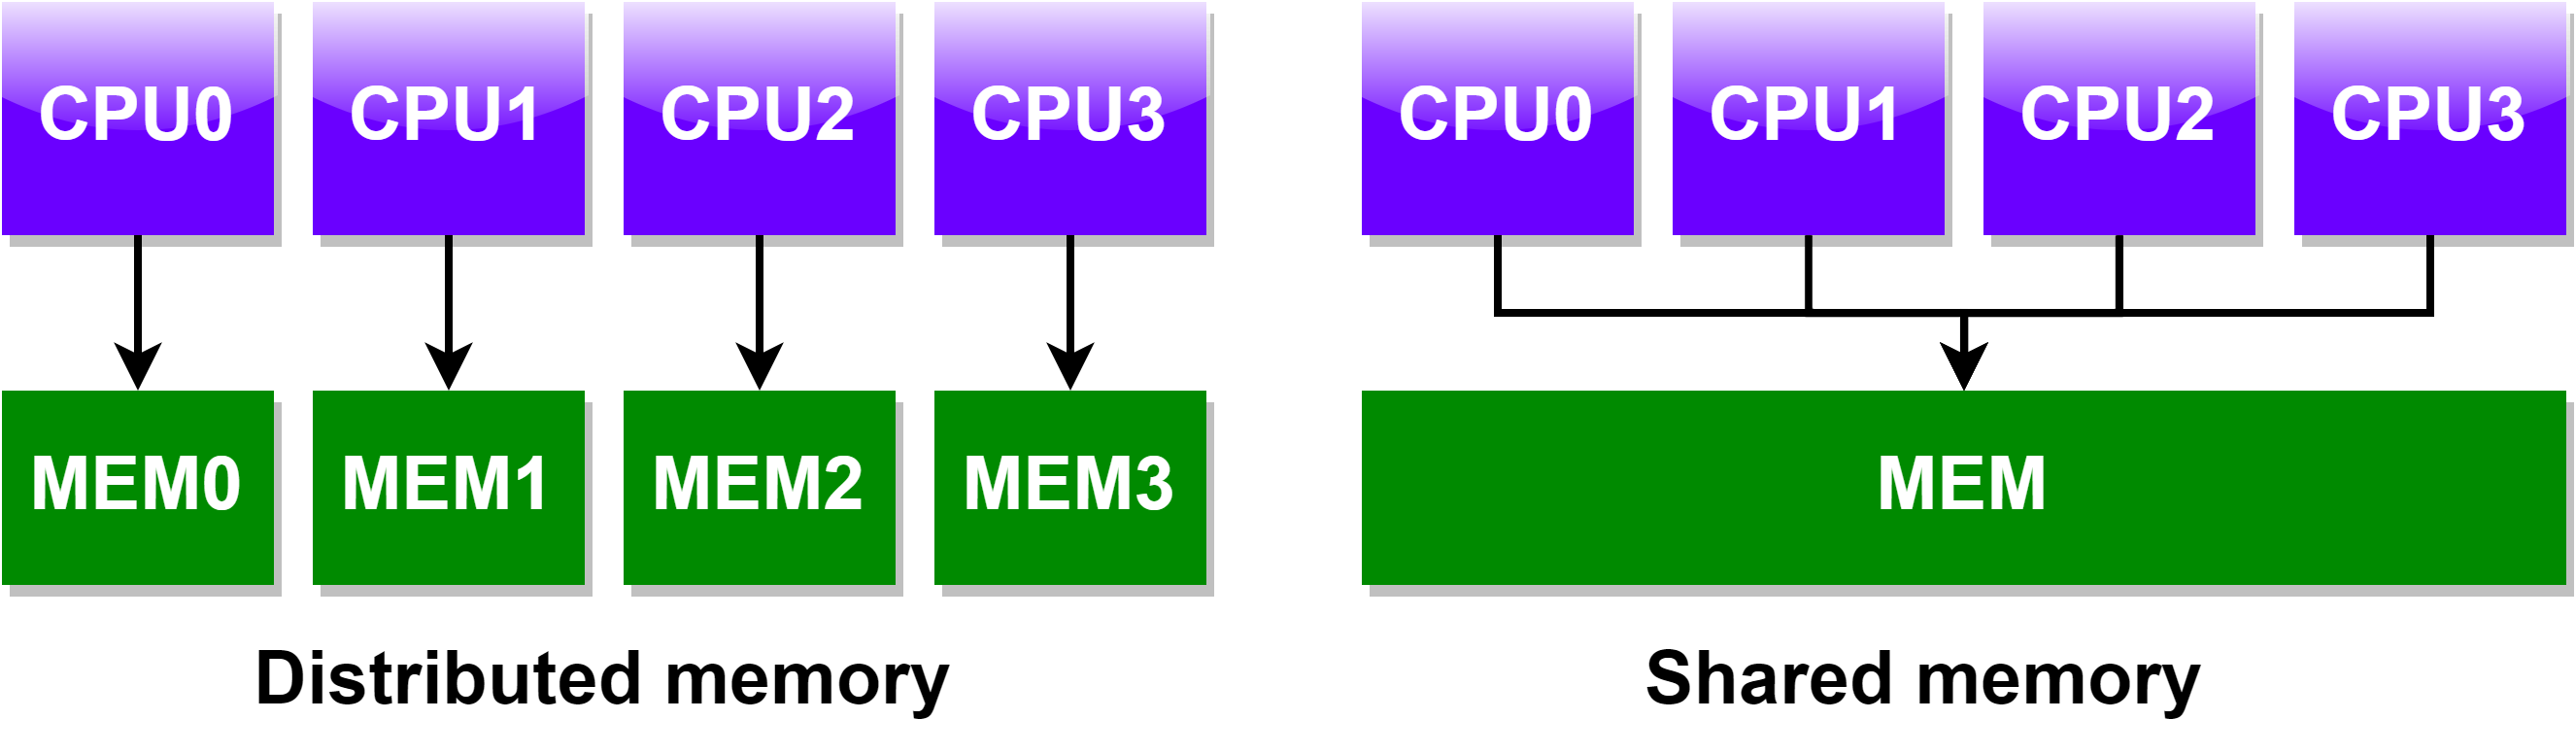 CPU0 CPU1 CPU2 CPU3
MEM0 MEM1 MEM2 MEM3
Distributed memory
CPU0 CPU1 CPU2 CPU3
MEM
Shared memory